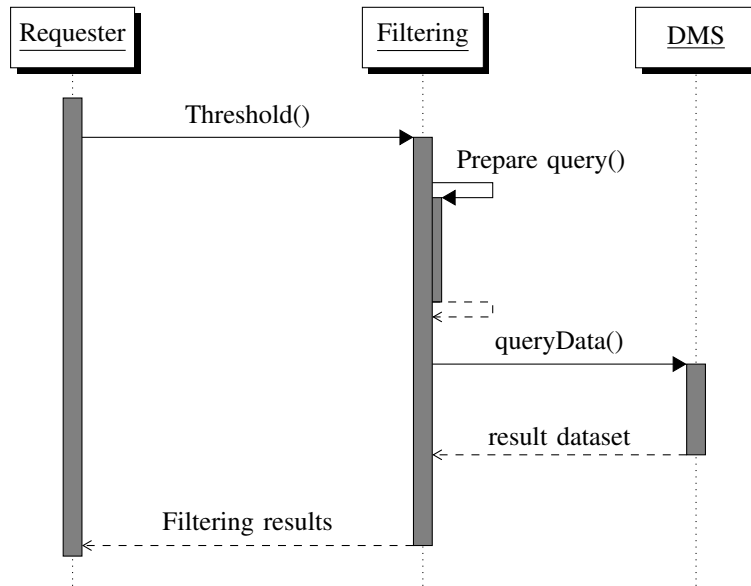 Requester
Filtering
DMS
Threshold()
Prepare query()
queryData()
result dataset
Filtering results